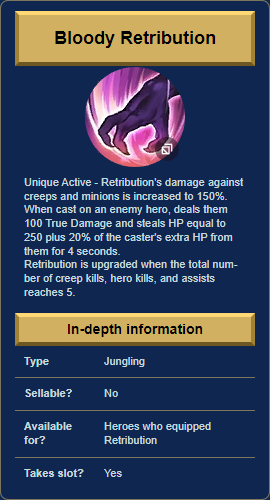 Bloody Retribution
Unique Active - Retribution's damage against
creeps and minions is increased to 150%.
When cast on an enemy hero, deals them
100 True Damage and steals HP equal to
250 plus 20% of the caster's extra HP from
them for 4 seconds.
Retribution is upgraded when the total num-
ber of creep kills, hero kills, and assists
reaches 5.
In-depth information
Type Jungling
Sellable? No
Available Heroes who equipped
for? Retribution
Takes slot? Yes